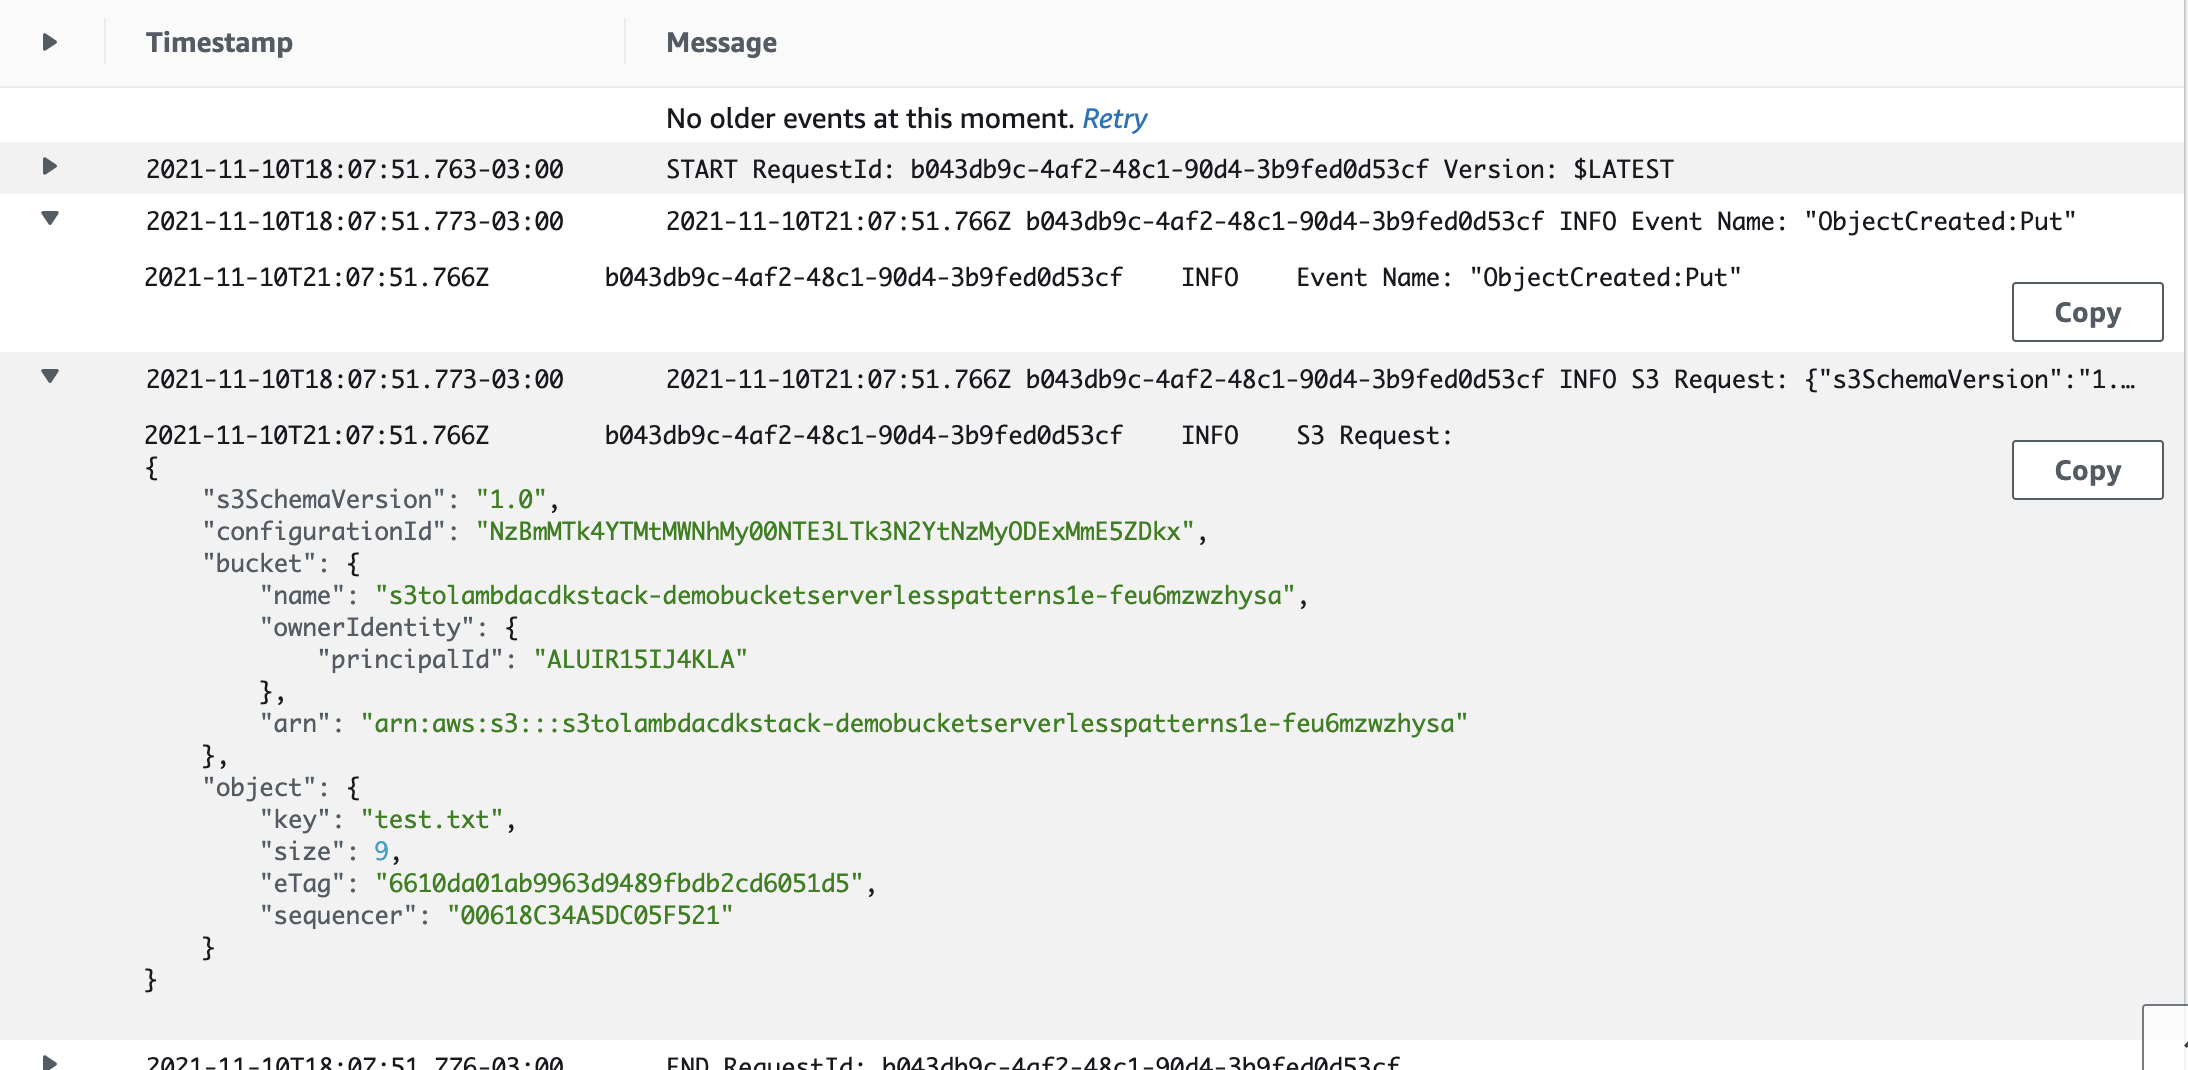 Timestamp Message
No older events at this moment. Retry
2021-11-10T18:07:51.763-03:00 START RequestId: b043db9c-4af2-48c1-90d4-3b9fed0d53cf Version: $LATEST
2021-11-10T18:07:51.773-03:00 2021-11-10T21:07:51.766Z b043db9c-4af2-48c1-90d4-3b9fed0d53cf INFO Event Name: "ObjectCreated:Put"
2021-11-10T21:07:51.766Z b043db9c-4af2-48c1-90d4-3b9fed0d53cf INFO Event Name: "ObjectCreated:Put"
Copy
2021-11-10T18:07:51.773-03:00 2021-11-10T21:07:51.766Z b043db9c-4af2-48c1-90d4-3b9fed0d53cf INFO S3 Request: {"s3SchemaVersion":"1.…
2021-11-10T21:07:51.766Z b043db9c-4af2-48c1-90d4-3b9fed0d53cf INFO S3 Request:
Copy
{
"s3SchemaVersion": "1.0",
"configurationId": "NzBmMTk4YTMtMWNhMy00NTE3LTk3N2YtNzMyODExMmE5ZDkx",
"bucket": {
"name": "s3tolambdacdkstack-demobucketserverlesspatterns1e-feu6mzwzhysa",
"ownerIdentity": {
"principalId": "ALUIR15IJ4KLA"
},
"arn": "arn:aws:s3:::s3tolambdacdkstack-demobucketserverlesspatterns1e-feu6mzwzhysa"
},
"object": {
"key": "test.txt",
"size": 9,
"eTag": "6610da01ab9963d9489fbdb2cd6051d5",
"sequencer": "00618C34A5DC05F521"
}
}
2021-11-10T18:07:51.776-03:00 END RequestId: b043db9c-4af2-48c1-90d4-3b9fed0d53cf